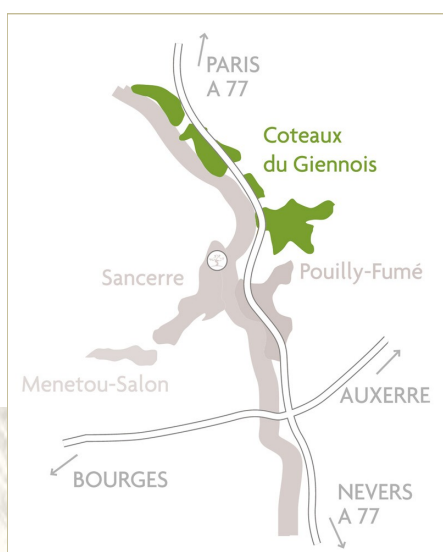 PARIS
A 77
Coteaux
du Giennois
Sancerre
Pouilly-Fumé
Menetou-Salon
AUXERRE
BOURGES
NEVERS
A 77